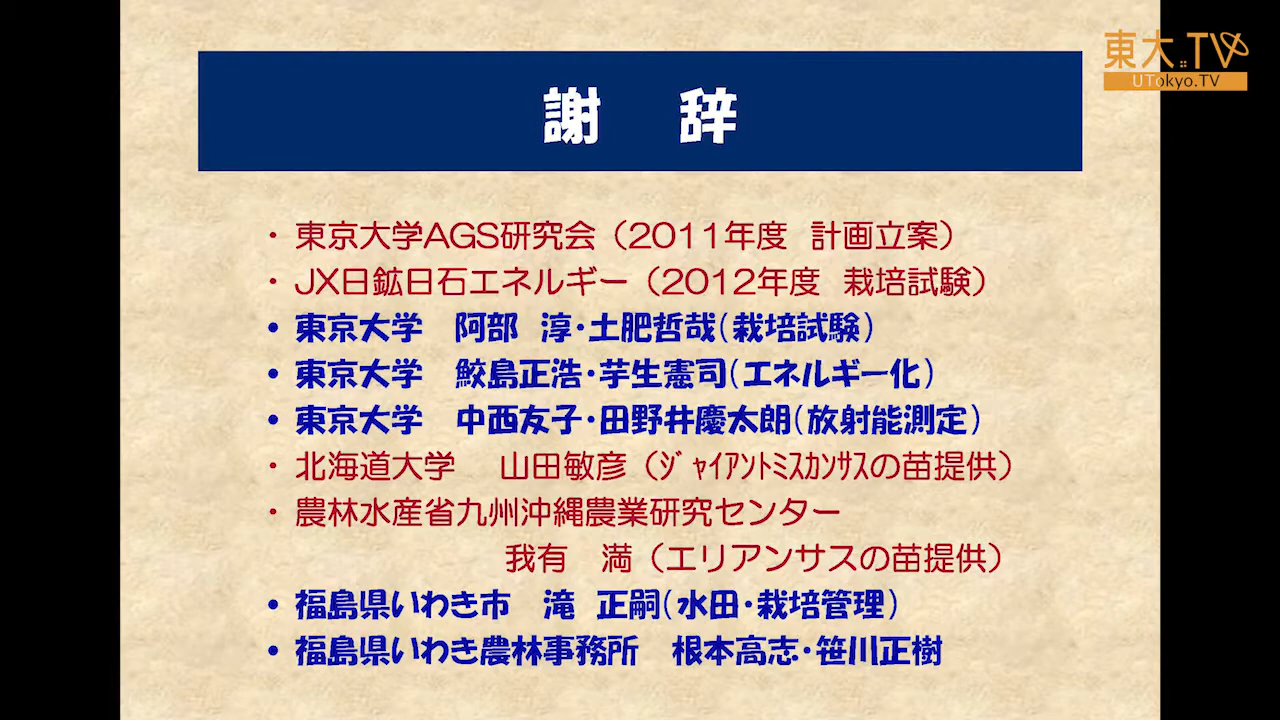 東大TV
UTokyo.TV
謝 辞
・東京大学AGS研究会（2011年度 計画立案）
・JX日鉱日石エネルギー（2012年度 栽培試験）
・東京大学 阿部 淳・土肥哲哉（栽培試験）
・東京大学 鮫島正浩・芋生憲司（エネルギー化）
・東京大学 中西友子・田野井慶太朗（放射能測定）
・北海道大学 山田敏彦（ｼﾞｬｲｱﾝﾄﾐｽｶﾝｻｽの苗提供）
・農林水産省九州沖縄農業研究センター
我有 満（エリアンサスの苗提供）
・福島県いわき市 滝 正嗣（水田・栽培管理）
・福島県いわき農林事務所 根本高志・笹川正樹